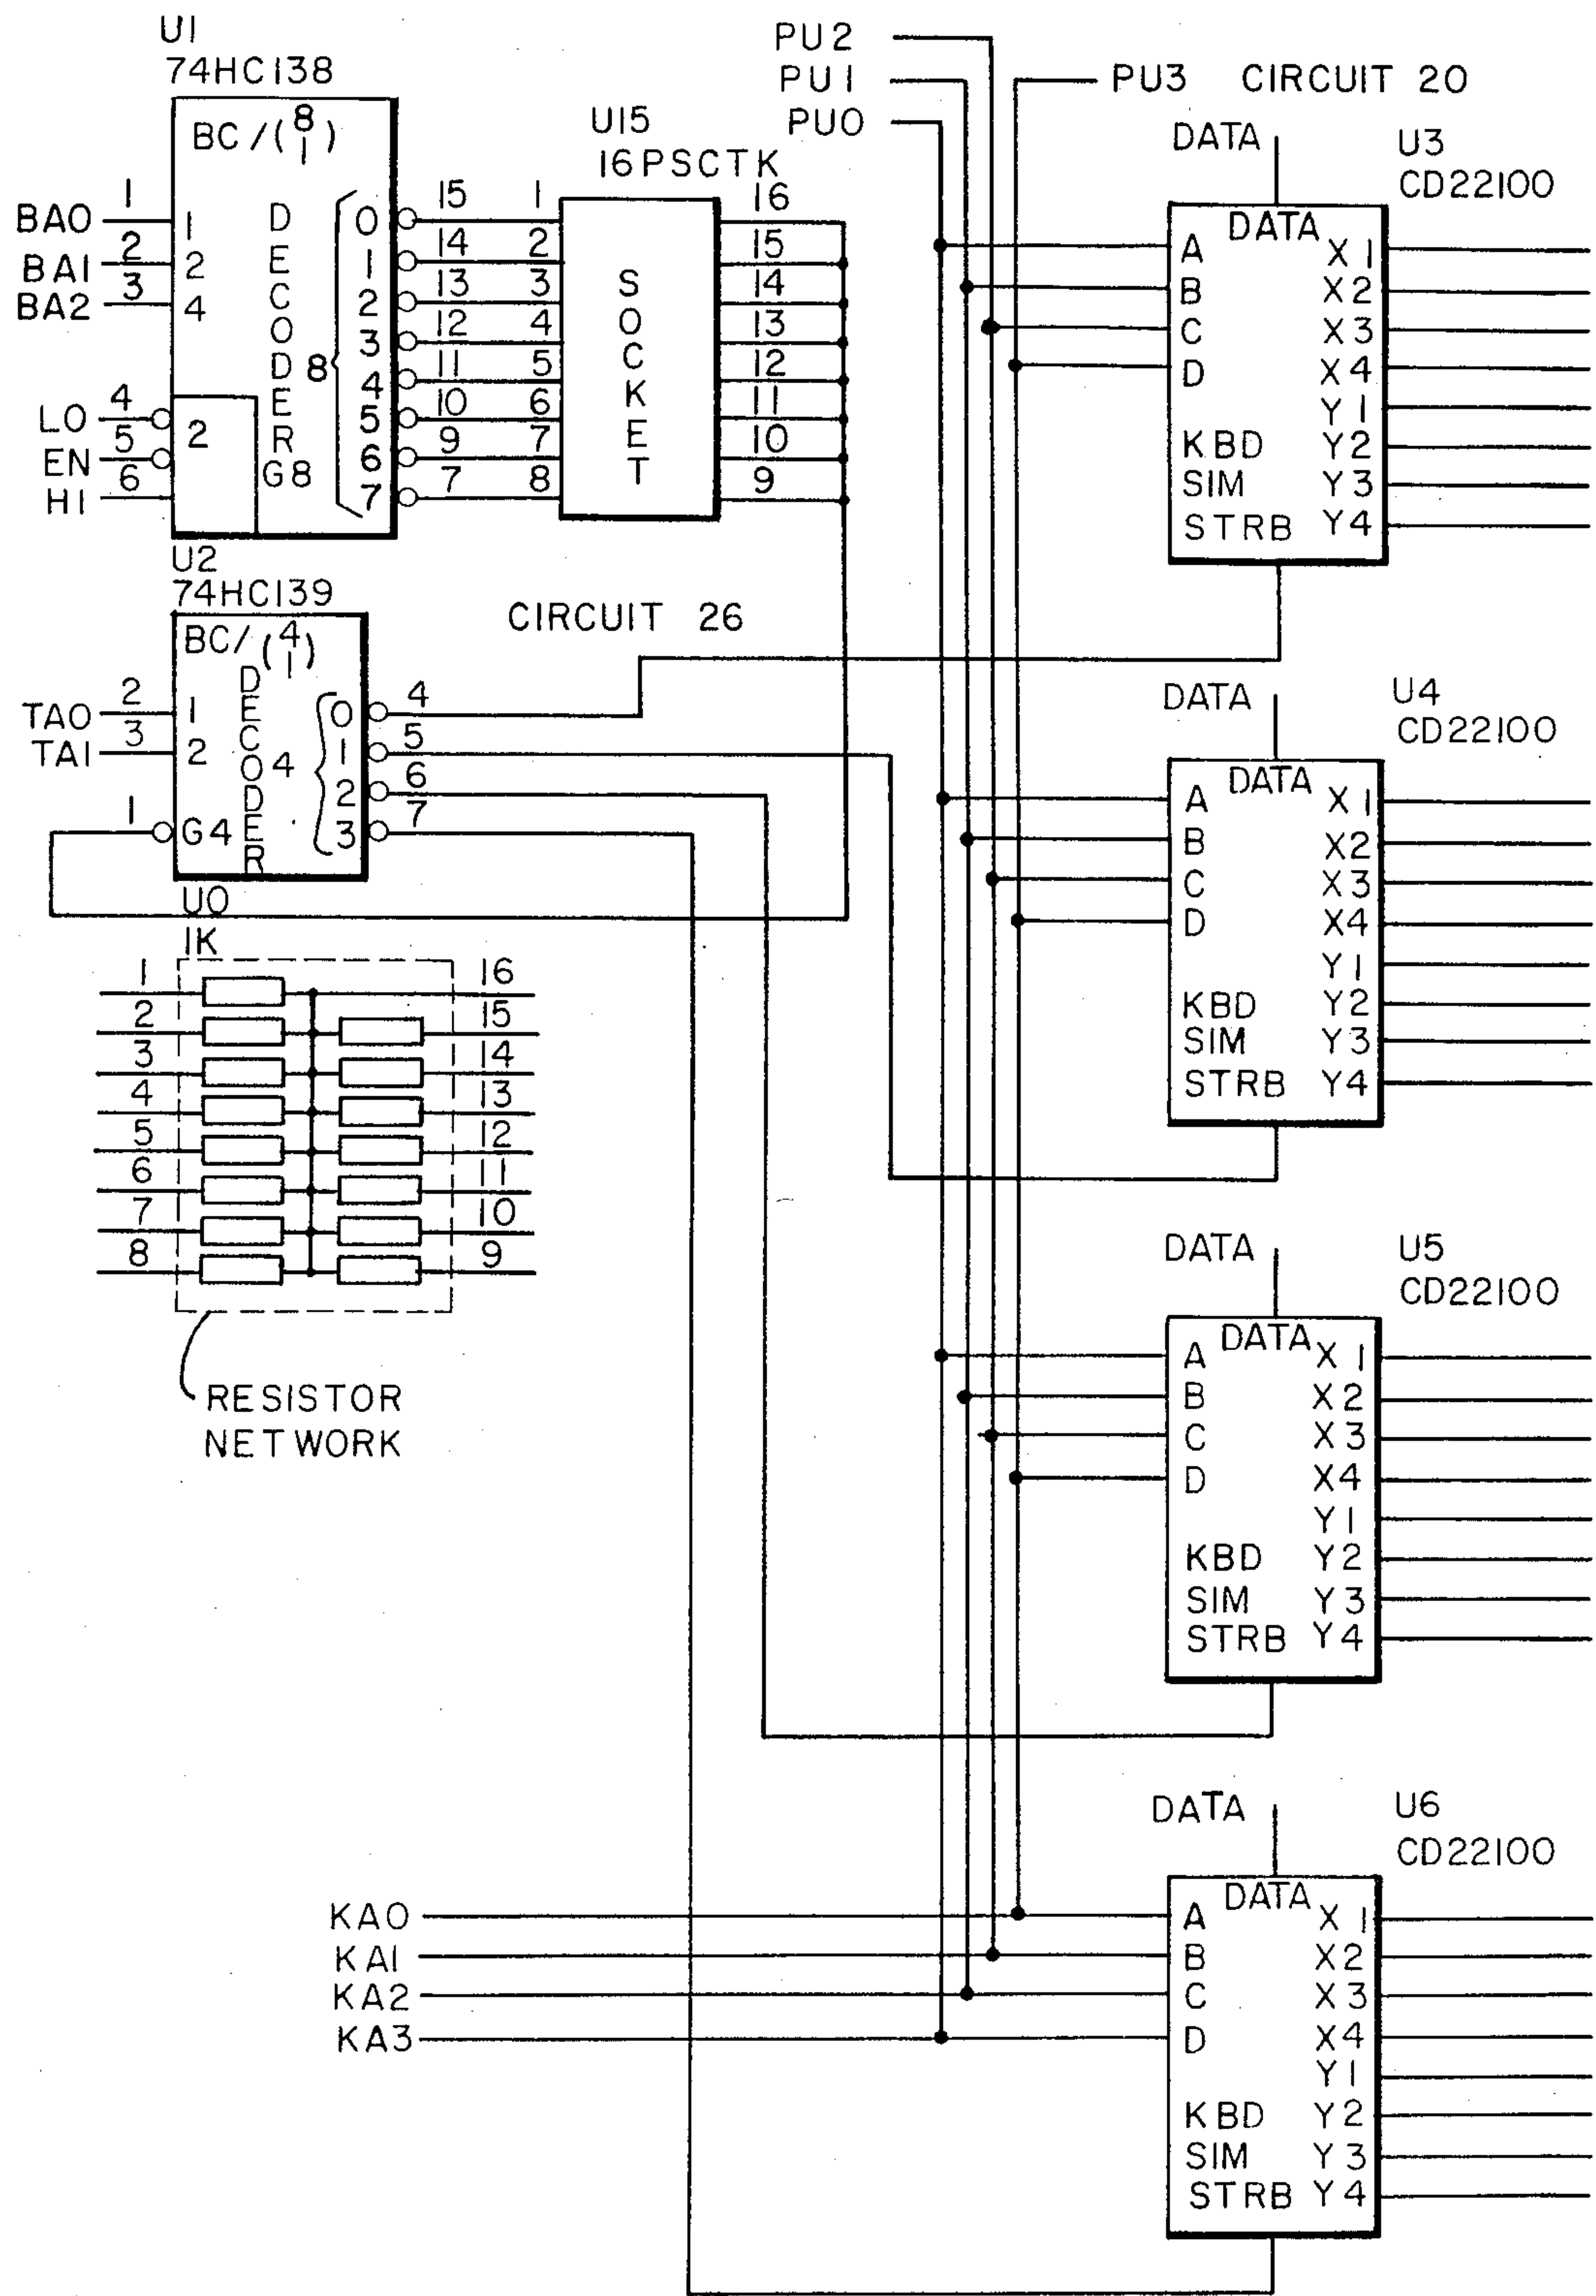 U1
74HC138
BC/(8 1)
DECODER
1 BA0 1
2 BA1 2
3 BA2 4
4 LO 2
5 EN
6 HI
G8
8
0 15 1
1 14 2
2 13 3
3 12 4
4 11 5
5 10 6
6 9 7
7 7 8
U15
16PSCTK
SOCKET
16
15
14
13
12
11
10
9
PU2
PU1
PU0
PU3 CIRCUIT 20
DATA U3
CD22100
DATA
A X1
B X2
C X3
D X4
Y1
KBD Y2
SIM Y3
STRB Y4
U2
74HC139
CIRCUIT 26
BC/(4 1)
DECODER
TA0 2 1
TA1 3 2
1 G4
4
0 4
1 5
2 6
3 7
DATA U4
CD22100
DATA
A X1
B X2
C X3
D X4
Y1
KBD Y2
SIM Y3
STRB Y4
U0
1K
1 16
2 15
3 14
4 13
5 12
6 11
7 10
8 9
RESISTOR
NETWORK
DATA U5
CD22100
DATA
A X1
B X2
C X3
D X4
Y1
KBD Y2
SIM Y3
STRB Y4
DATA U6
CD22100
DATA
KA0 A X1
KA1 B X2
KA2 C X3
KA3 D X4
Y1
KBD Y2
SIM Y3
STRB Y4